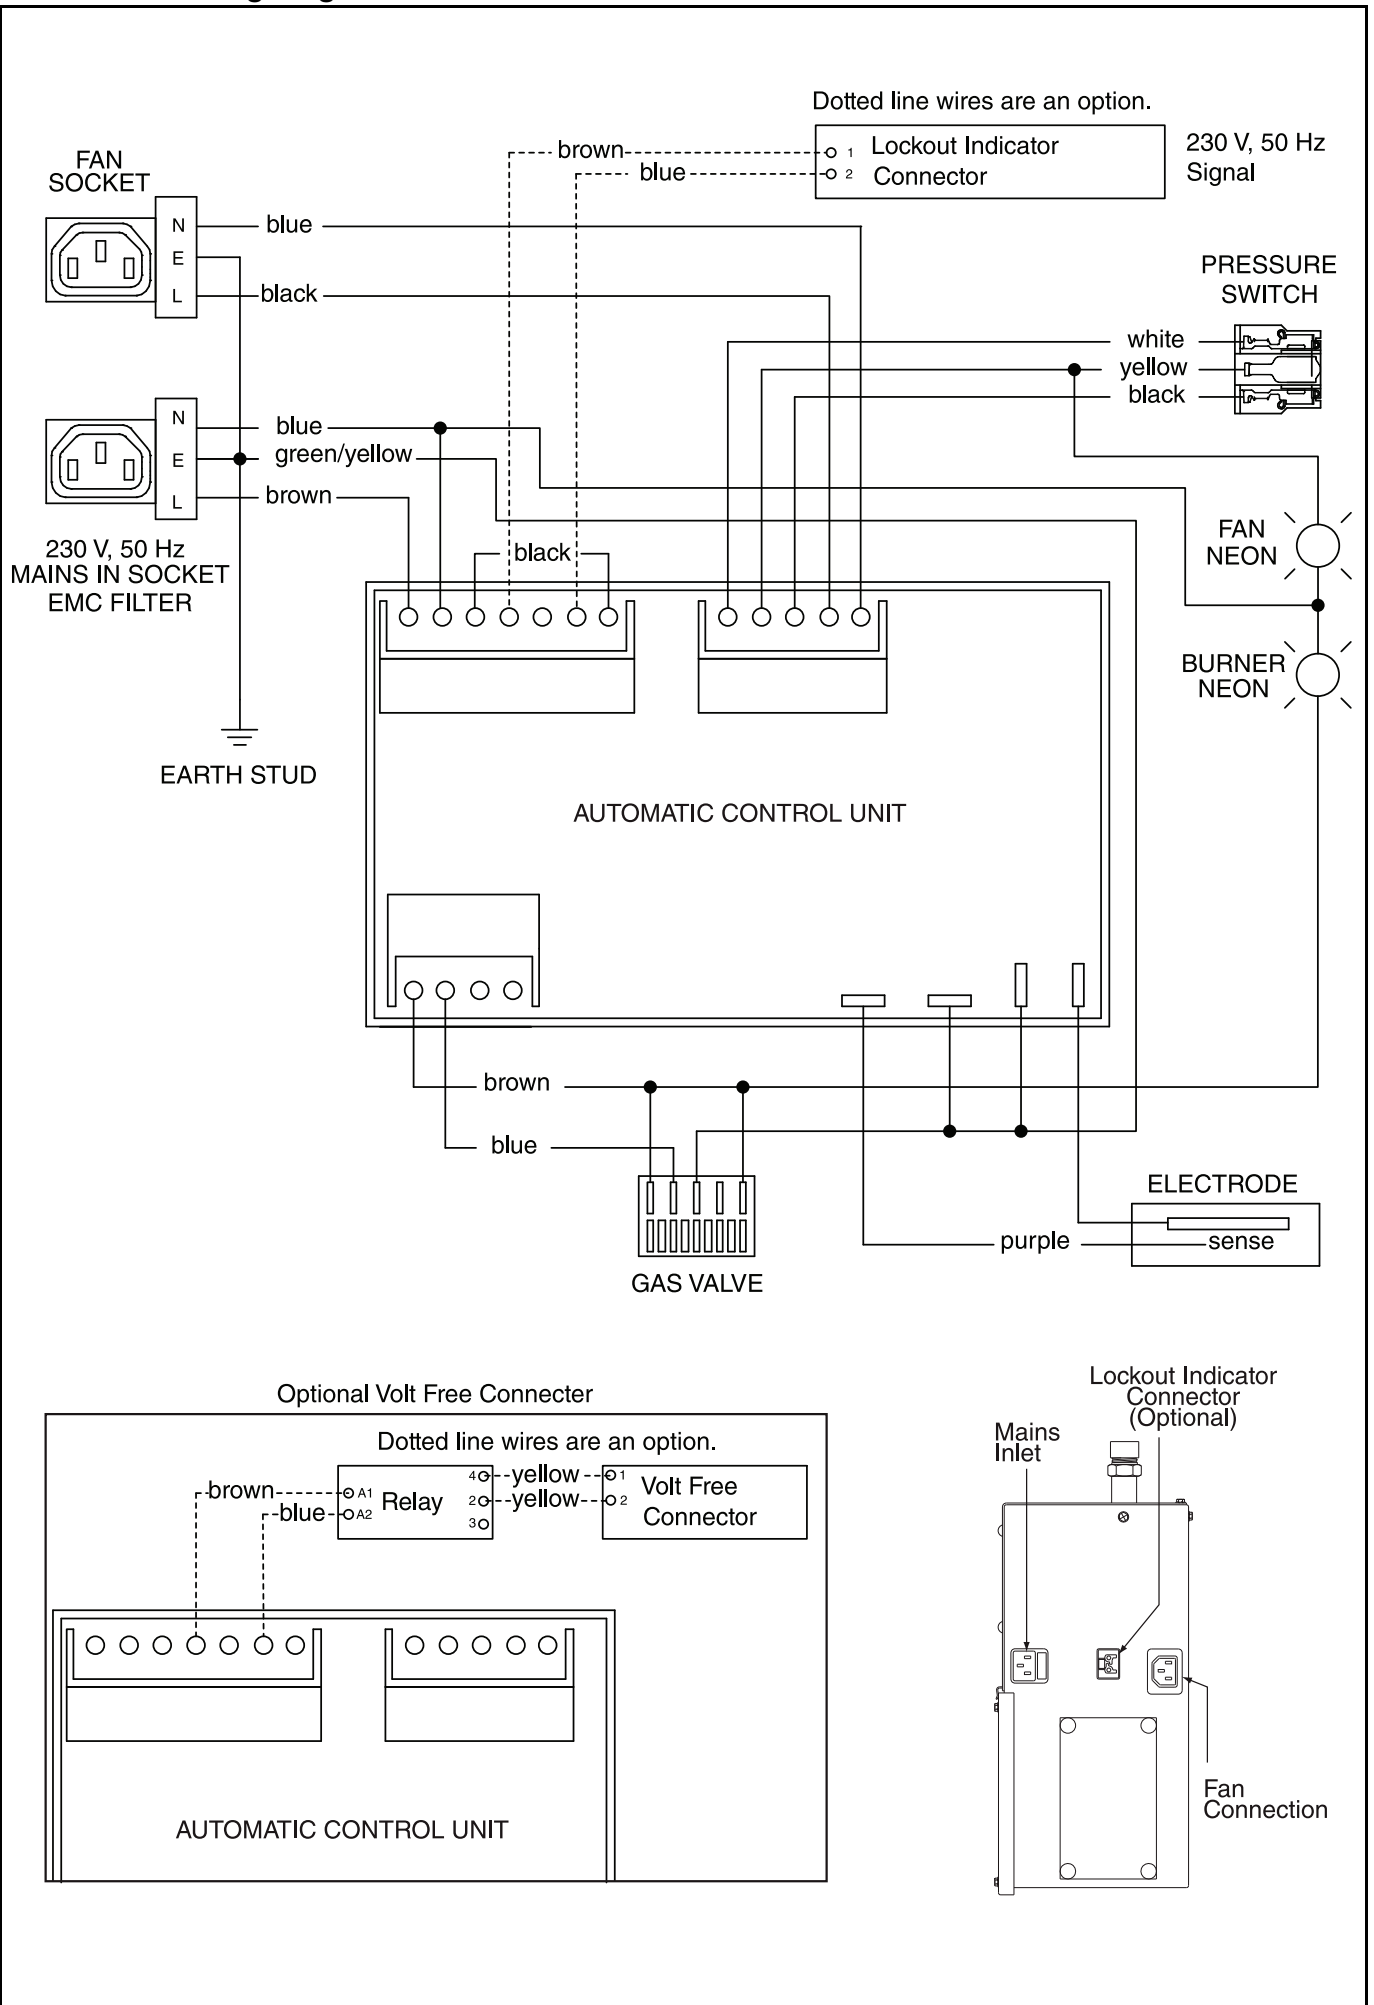 Dotted line wires are an option.
brown
1 Lockout Indicator
230 V, 50 Hz
FAN
SOCKET
blue
2 Connector
Signal
N
blue
E
L
black
PRESSURE
SWITCH
white
yellow
black
N
blue
E
green/yellow
L
brown
230 V, 50 Hz
MAINS IN SOCKET
EMC FILTER
black
FAN
NEON
BURNER
NEON
EARTH STUD
AUTOMATIC CONTROL UNIT
brown
blue
ELECTRODE
purple
sense
GAS VALVE
Optional Volt Free Connecter
Dotted line wires are an option.
brown
A1
blue
A2
Relay
4
yellow
1
2
yellow
2
3
Volt Free
Connector
AUTOMATIC CONTROL UNIT
Lockout Indicator
Connector
(Optional)
Mains
Inlet
Fan
Connection